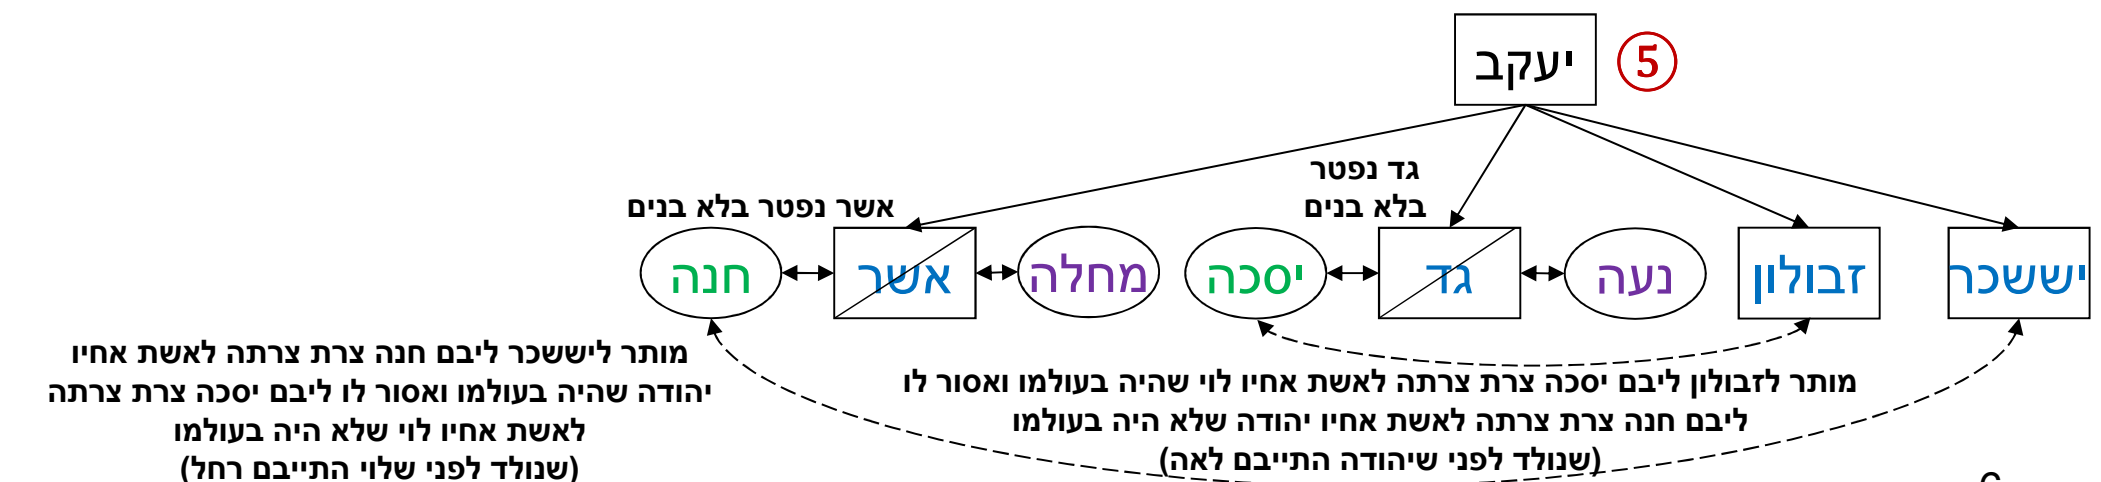 יעקב
⑤
גד נפטר
בלא בנים
אשר נפטר בלא בנים
יששכר
זבולון
נעה
גד
יסכה
מחלה
אשר
חנה
מותר לזבולון ליבם יסכה צרת צרתה לאשת אחיו לוי שהיה בעולמו ואסור לו
ליבם חנה צרת צרתה לאשת אחיו יהודה שלא היה בעולמו
(שנולד לפני שיהודה התייבם לאה)
מותר ליששכר ליבם חנה צרת צרתה לאשת אחיו
יהודה שהיה בעולמו ואסור לו ליבם יסכה צרת צרתה
לאשת אחיו לוי שלא היה בעולמו
(שנולד לפני שלוי התייבם רחל)